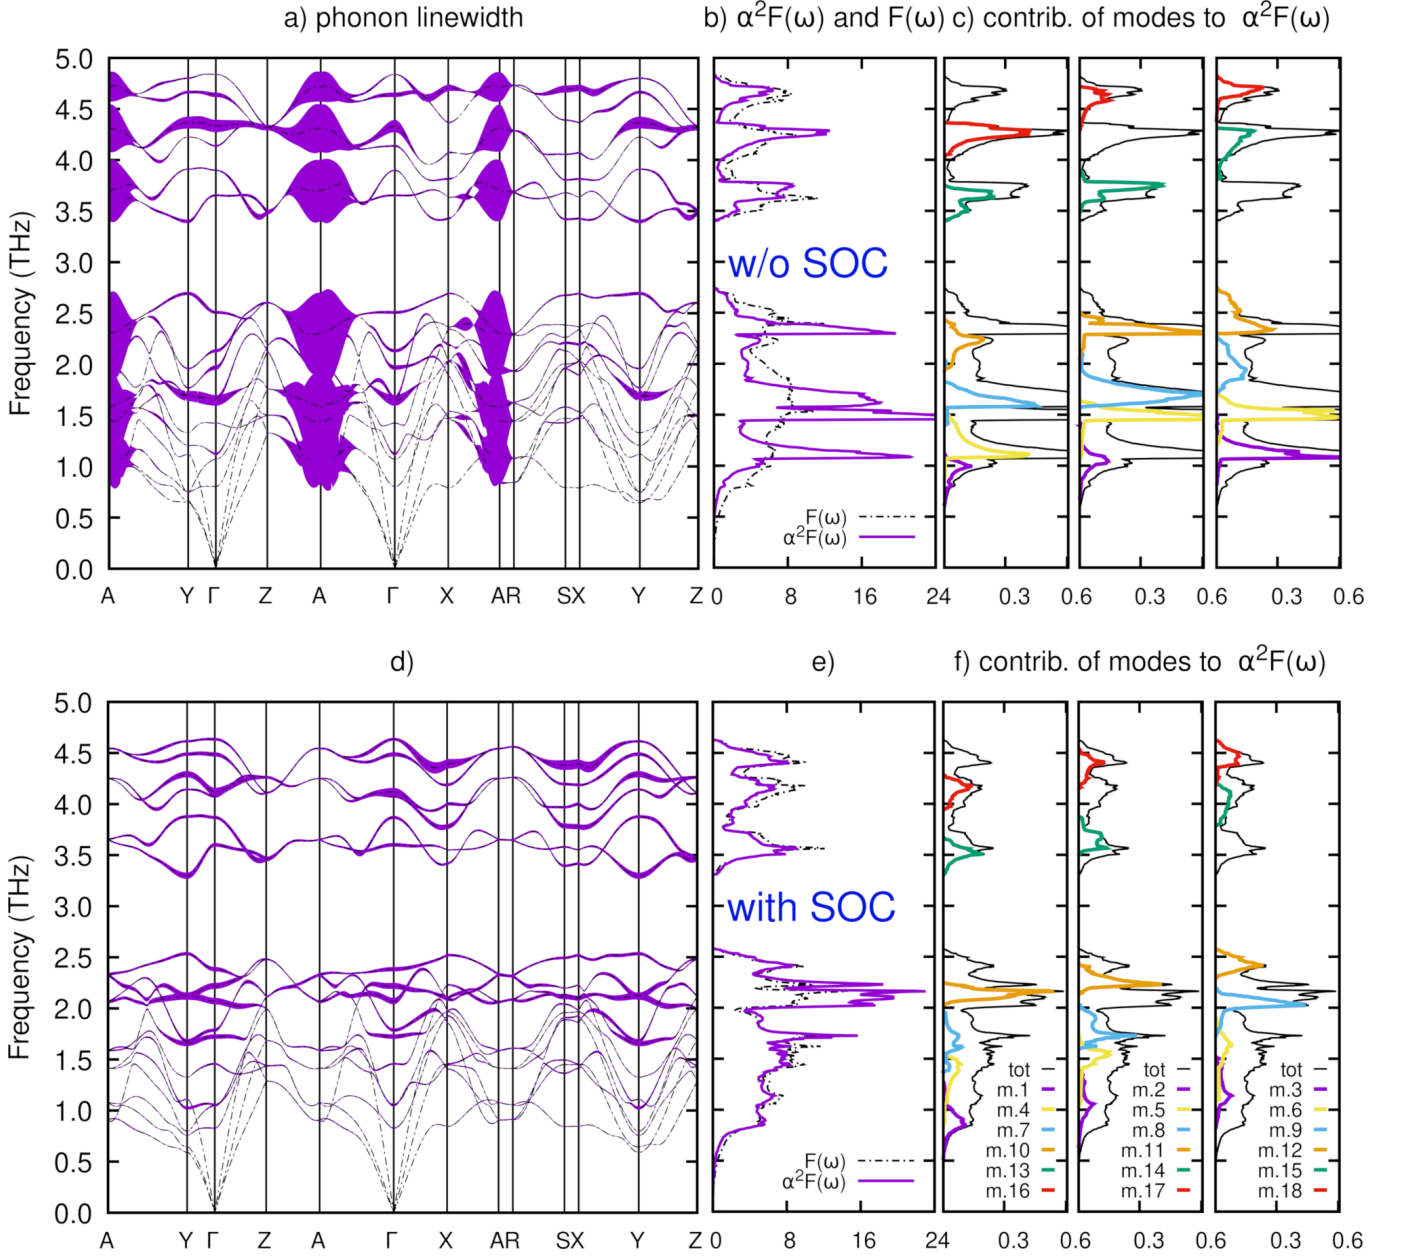 a) phonon linewidth
b) α²F(ω) and F(ω) c) contrib. of modes to α²F(ω)
5.0
4.5
4.0
3.5
3.0
2.5
2.0
1.5
1.0
0.5
0.0
Frequency (THz)
w/o SOC
F(ω)
α²F(ω)
A Y Γ Z A Γ X AR SX Y Z
0 8 16 24 0.3 0.6 0.3 0.6 0.3 0.6
d)
e)
f) contrib. of modes to α²F(ω)
5.0
4.5
4.0
3.5
3.0
2.5
2.0
1.5
1.0
0.5
0.0
Frequency (THz)
with SOC
F(ω)
α²F(ω)
tot
m.1
m.4
m.7
m.10
m.13
m.16
tot
m.2
m.5
m.8
m.11
m.14
m.17
tot
m.3
m.6
m.9
m.12
m.15
m.18
A Y Γ Z A Γ X AR SX Y Z
0 8 16 24 0.3 0.6 0.3 0.6 0.3 0.6